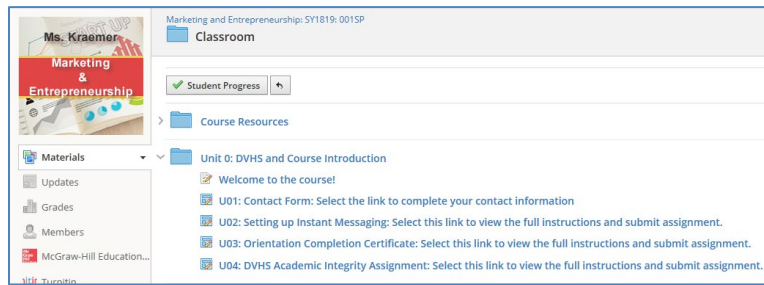 Ms. Kraemer
START UP
Marketing
&
Entrepreneurship
Materials
Updates
Grades
Members
McGraw-Hill Education...
Turnitin
Marketing and Entrepreneurship: SY1819: 001SP
Classroom
Student Progress
Course Resources
Unit 0: DVHS and Course Introduction
Welcome to the course!
U01: Contact Form: Select the link to complete your contact information
U02: Setting up Instant Messaging: Select this link to view the full instructions and submit assignment.
U03: Orientation Completion Certificate: Select this link to view the full instructions and submit assignment.
U04: DVHS Academic Integrity Assignment: Select this link to view the full instructions and submit assignment.